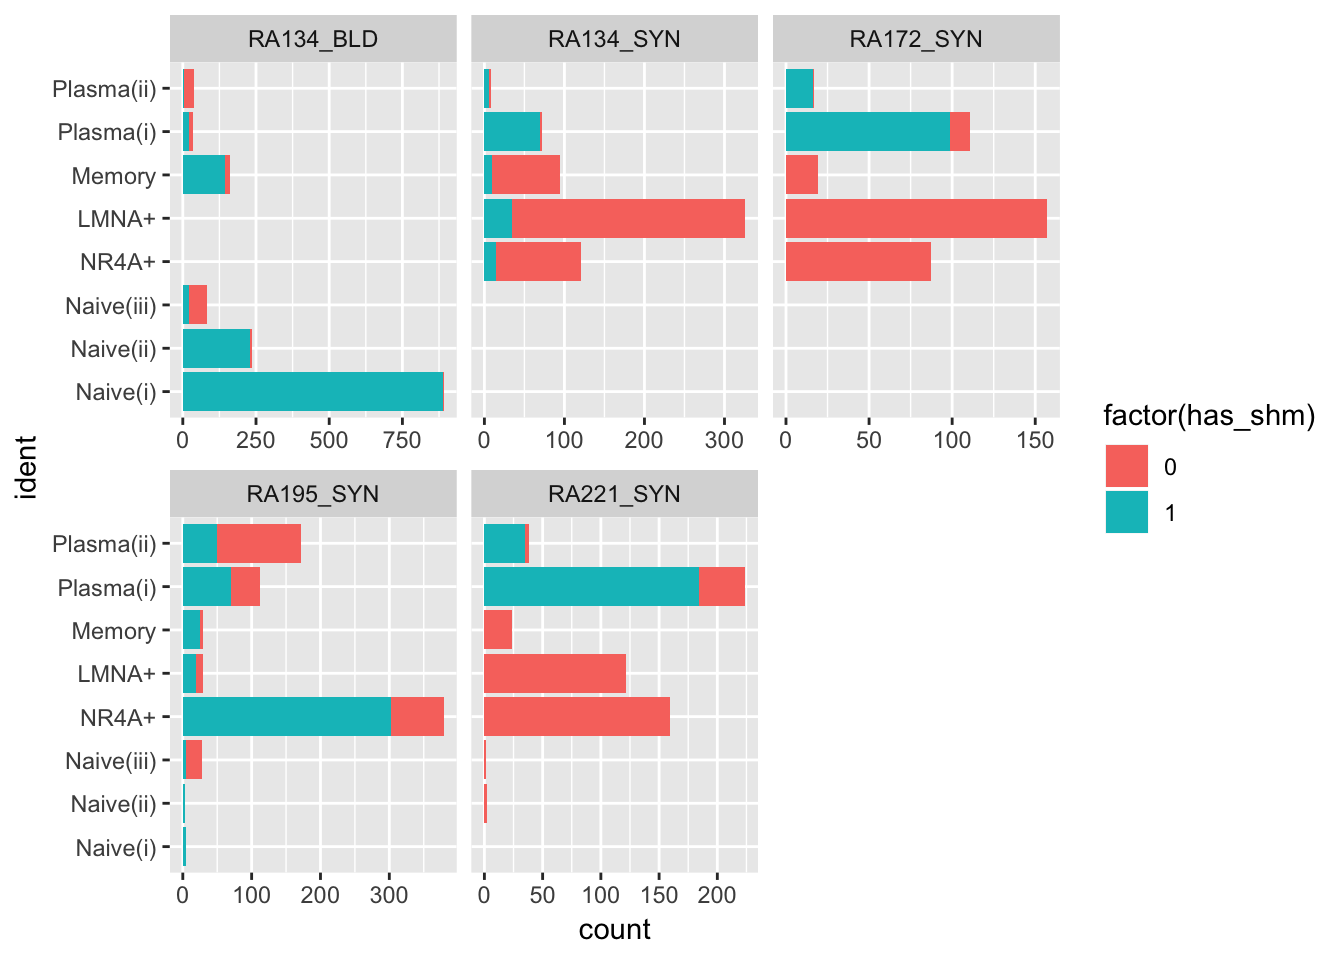 RA134_BLD
RA134_SYN
RA172_SYN
Plasma(ii)
Plasma(i)
Memory
LMNA+
NR4A+
Naive(iii)
Naive(ii)
Naive(i)
0 250 500 750
0 100 200 300
0 50 100 150
ident
RA195_SYN
RA221_SYN
Plasma(ii)
Plasma(i)
Memory
LMNA+
NR4A+
Naive(iii)
Naive(ii)
Naive(i)
0 100 200 300
0 50 100 150 200
count
factor(has_shm)
0
1